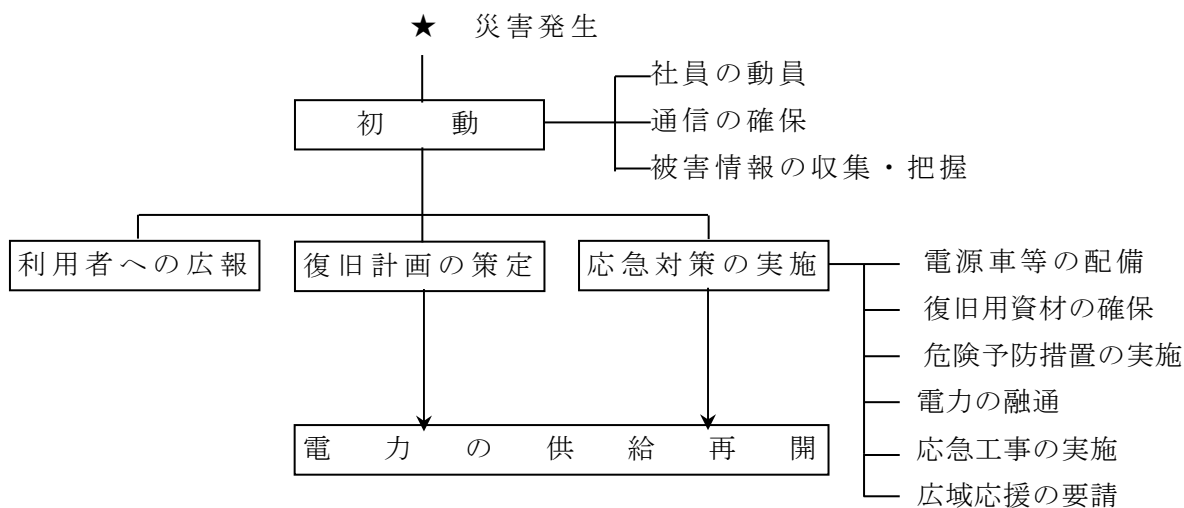 ★ 災害発生
初動
社員の動員
通信の確保
被害情報の収集・把握
利用者への広報
復旧計画の策定
応急対策の実施
電源車等の配備
復旧用資材の確保
危険予防措置の実施
電力の融通
応急工事の実施
広域応援の要請
電力の供給再開